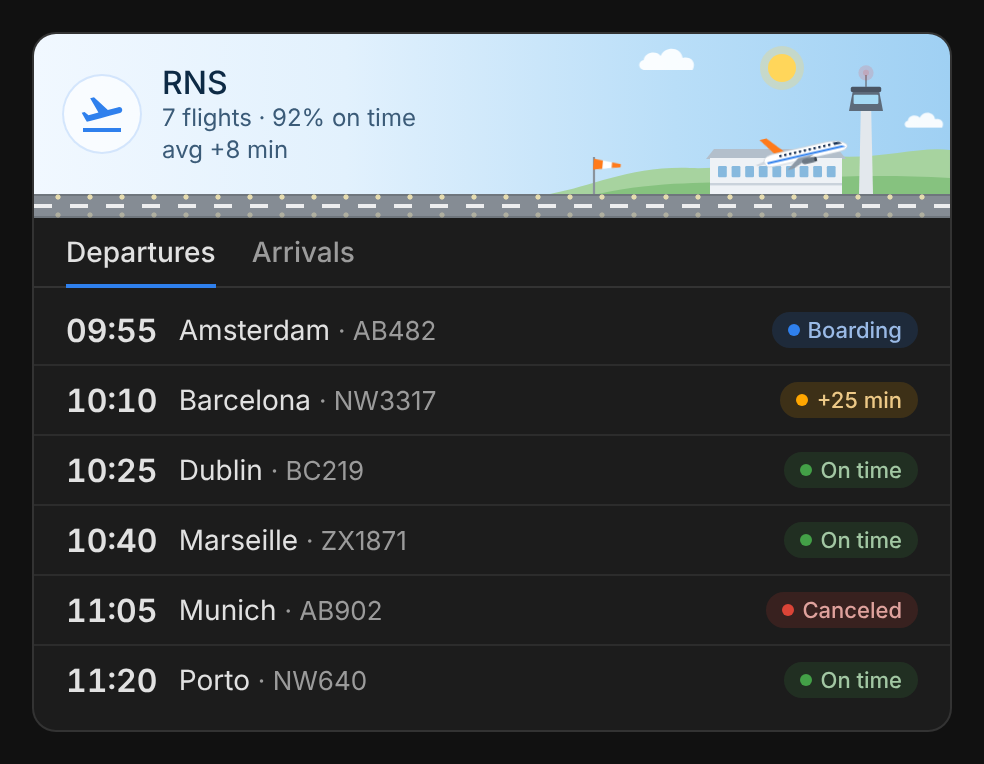 RNS
7 flights · 92% on time
avg +8 min
Departures Arrivals
09:55 Amsterdam · AB482 Boarding
10:10 Barcelona · NW3317 +25 min
10:25 Dublin · BC219 On time
10:40 Marseille · ZX1871 On time
11:05 Munich · AB902 Canceled
11:20 Porto · NW640 On time